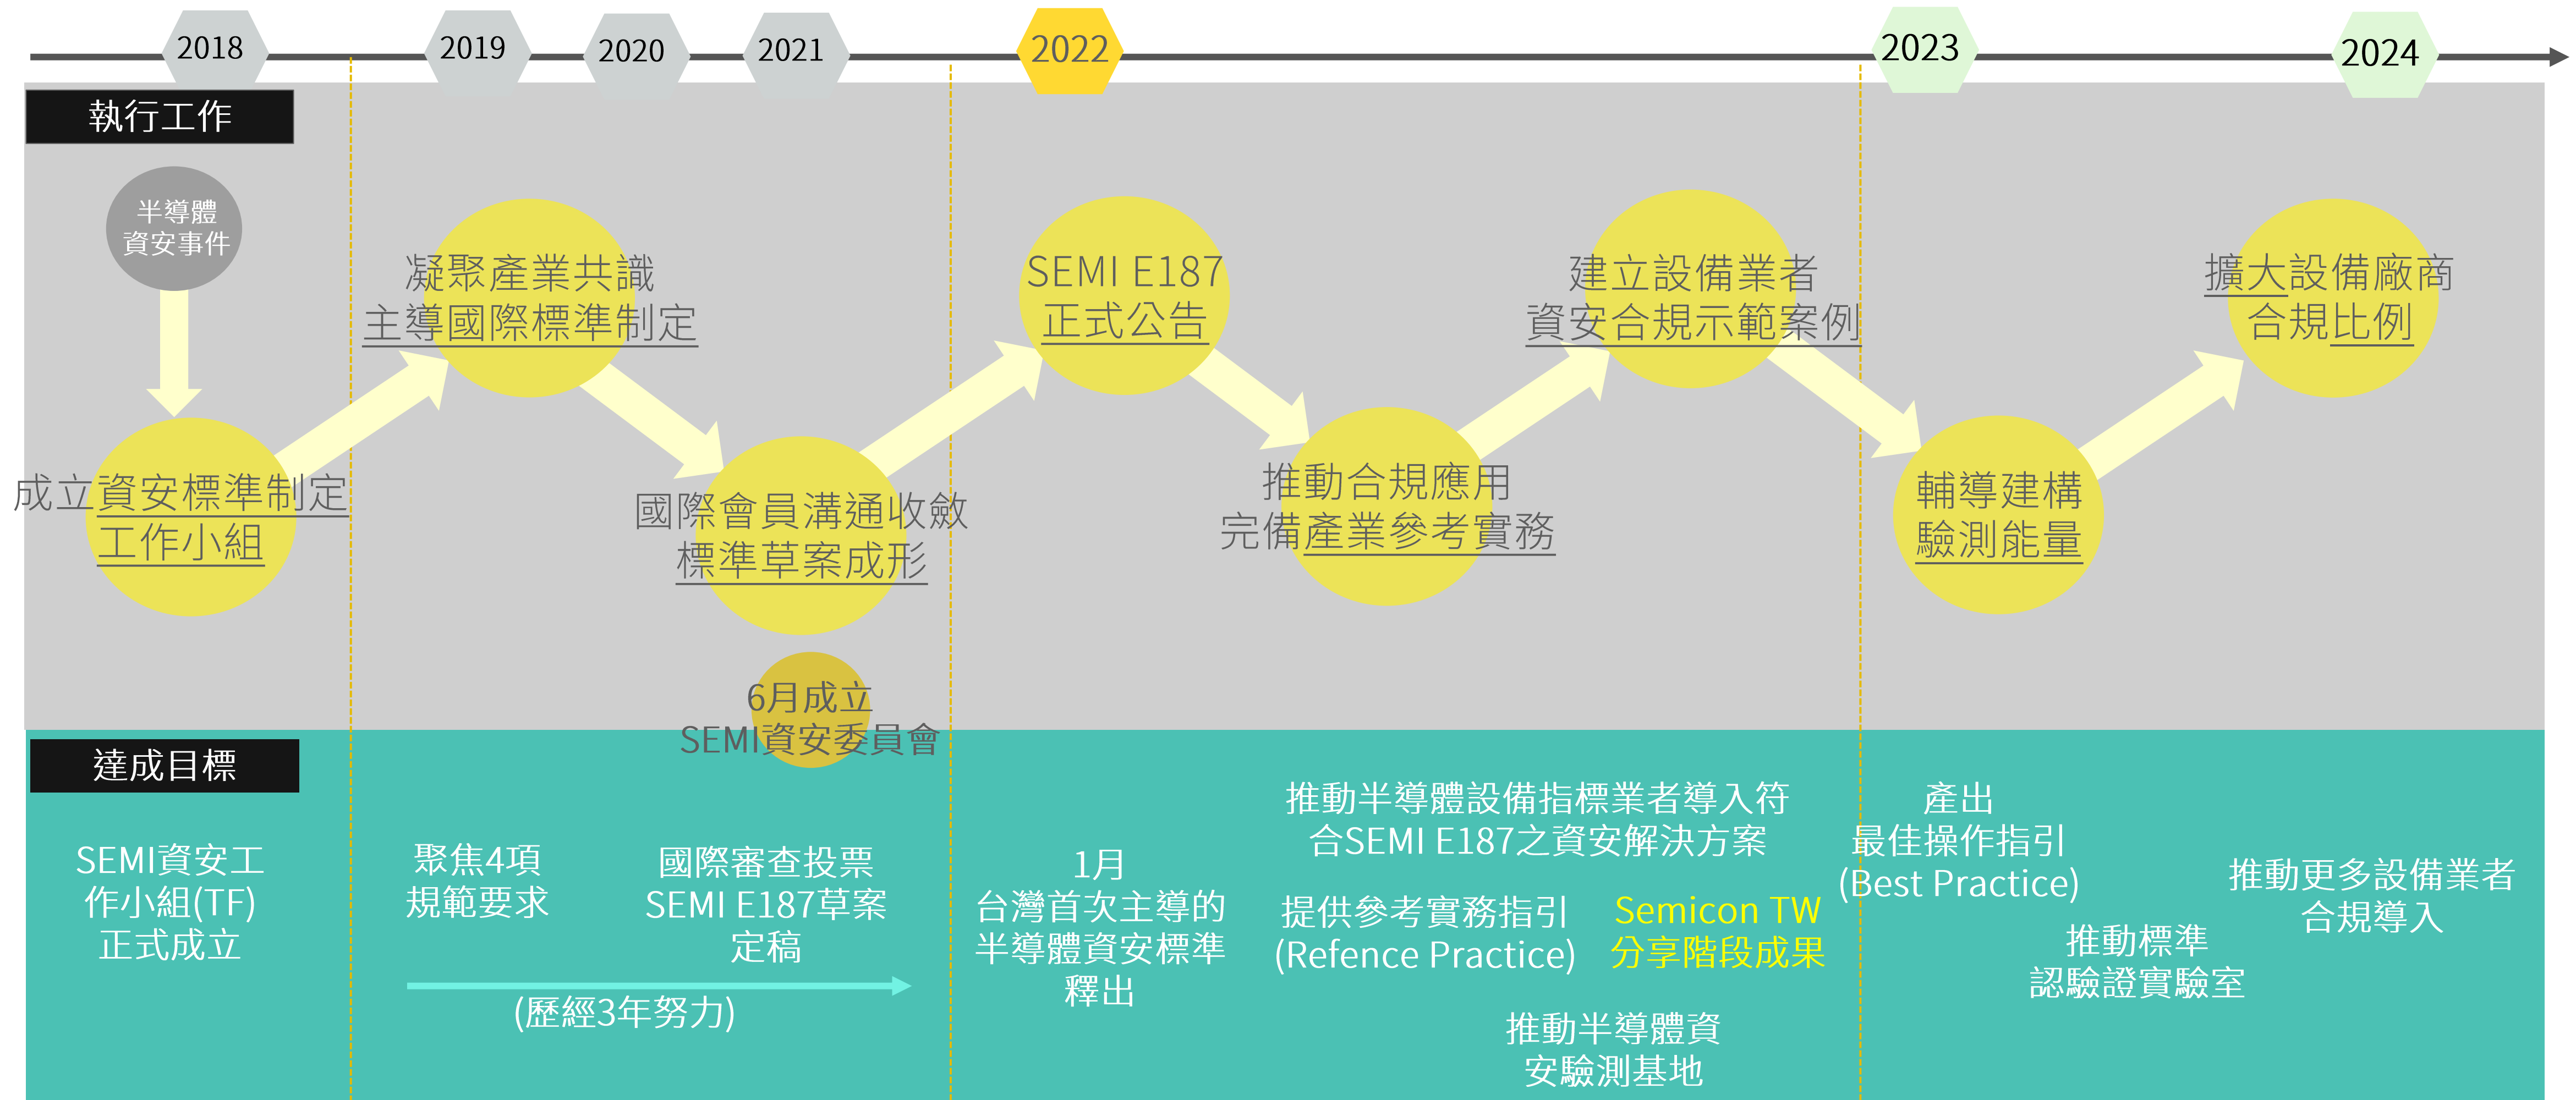 2018
2019
2020
2021
2022
2023
2024
執行工作
半導體
資安事件
成立資安標準制定
工作小組
凝聚產業共識
主導國際標準制定
國際會員溝通收斂
標準草案成形
6月成立
SEMI資安委員會
SEMI E187
正式公告
推動合規應用
完備產業參考實務
建立設備業者
資安合規示範案例
輔導建構
驗測能量
擴大設備廠商
合規比例
達成目標
SEMI資安工
作小組(TF)
正式成立
聚焦4項
規範要求
國際審查投票
SEMI E187草案
定稿
(歷經3年努力)
1月
台灣首次主導的
半導體資安標準
釋出
推動半導體設備指標業者導入符
合SEMI E187之資安解決方案
提供參考實務指引
(Refence Practice)
Semicon TW
分享階段成果
推動半導體資
安驗測基地
產出
最佳操作指引
(Best Practice)
推動標準
認驗證實驗室
推動更多設備業者
合規導入